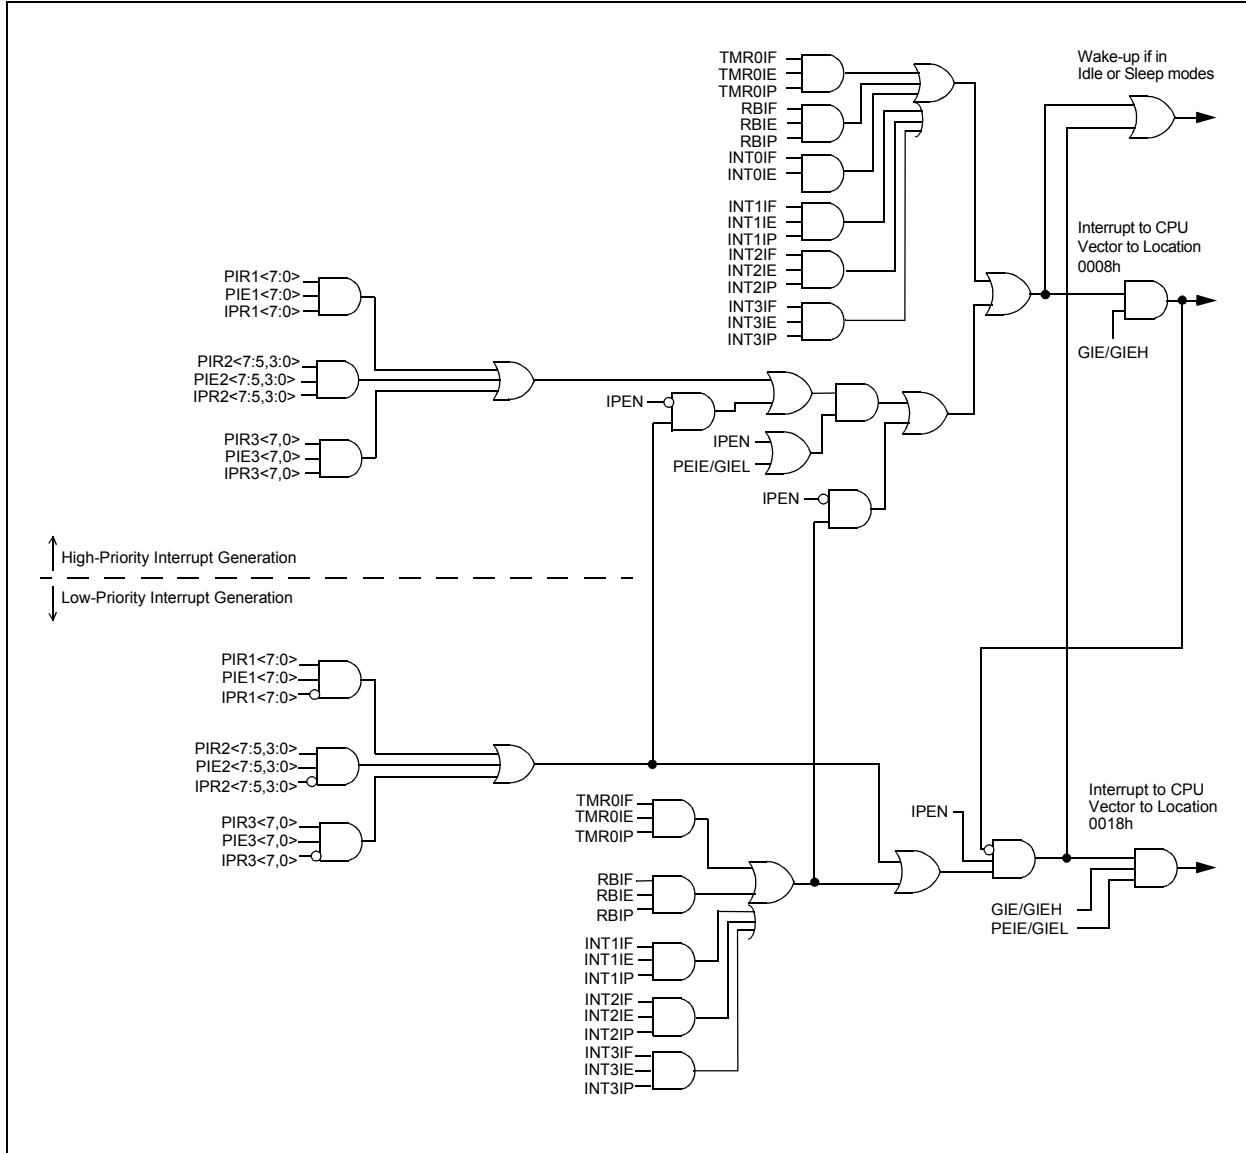 TMR0IF
TMR0IE
TMR0IP
RBIF
RBIE
RBIP
INT0IF
INT0IE
INT1IF
INT1IE
INT1IP
INT2IF
INT2IE
INT2IP
INT3IF
INT3IE
INT3IP
Wake-up if in
Idle or Sleep modes
Interrupt to CPU
Vector to Location
0008h
GIE/GIEH
PIR1<7:0>
PIE1<7:0>
IPR1<7:0>
PIR2<7:5,3:0>
PIE2<7:5,3:0>
IPR2<7:5,3:0>
PIR3<7,0>
PIE3<7,0>
IPR3<7,0>
IPEN
IPEN
PEIE/GIEL
IPEN
High-Priority Interrupt Generation
Low-Priority Interrupt Generation
PIR1<7:0>
PIE1<7:0>
IPR1<7:0>
PIR2<7:5,3:0>
PIE2<7:5,3:0>
IPR2<7:5,3:0>
PIR3<7,0>
PIE3<7,0>
IPR3<7,0>
TMR0IF
TMR0IE
TMR0IP
RBIF
RBIE
RBIP
INT1IF
INT1IE
INT1IP
INT2IF
INT2IE
INT2IP
INT3IF
INT3IE
INT3IP
IPEN
Interrupt to CPU
Vector to Location
0018h
GIE/GIEH
PEIE/GIEL